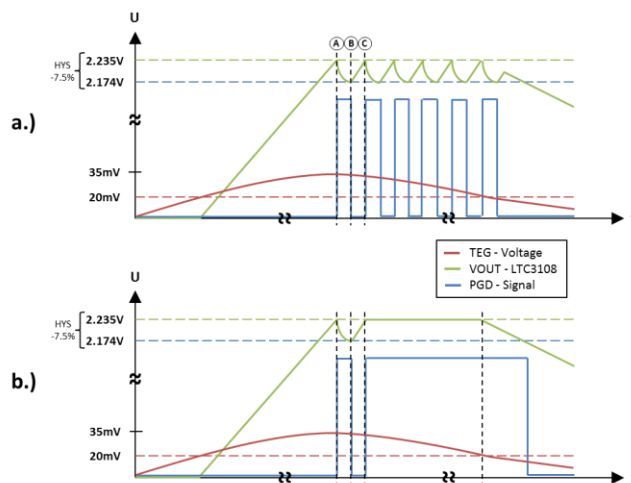 U
A B C
HYS
-7.5%
2.235V
2.174V
a.)
35mV
20mV
TEG - Voltage
VOUT - LTC3108
PGD - Signal
U
HYS
-7.5%
2.235V
2.174V
b.)
35mV
20mV